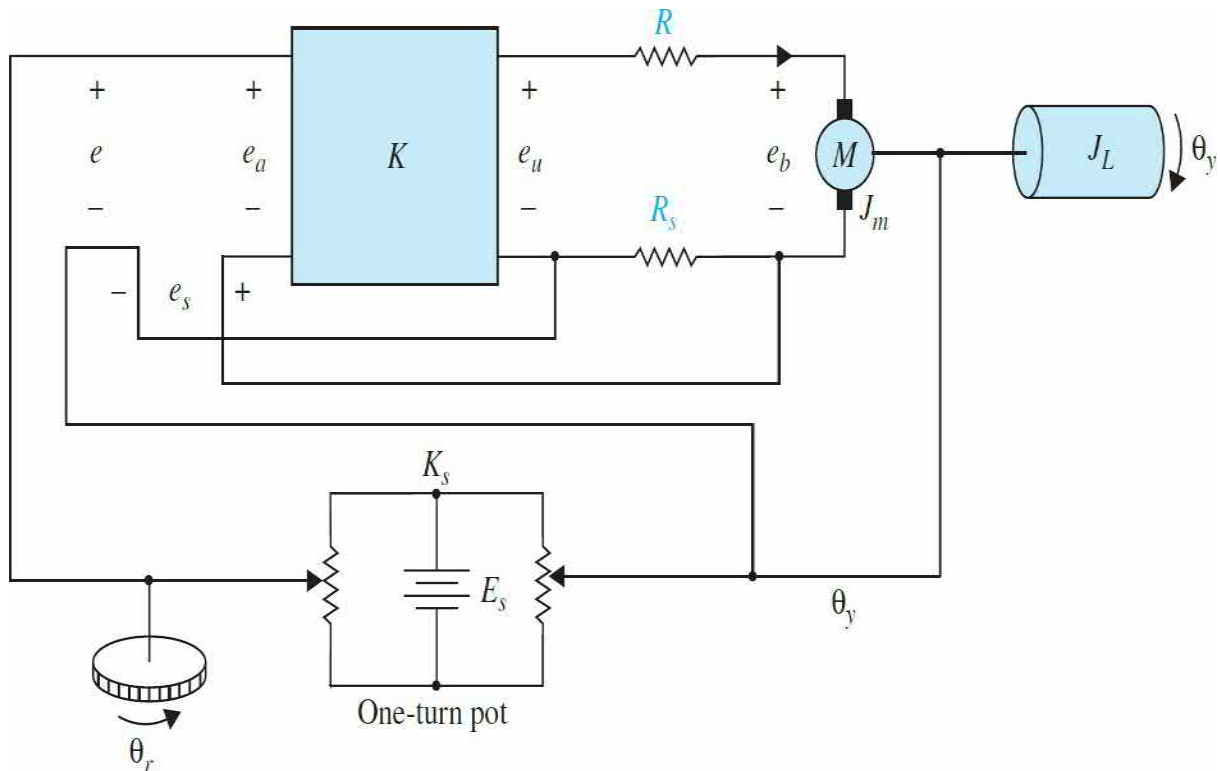 R
+ + + +
e e_a K e_u e_b M J_L θ_y
− − − −
R_s J_m
− e_s +
K_s
E_s
θ_y
One-turn pot
θ_r